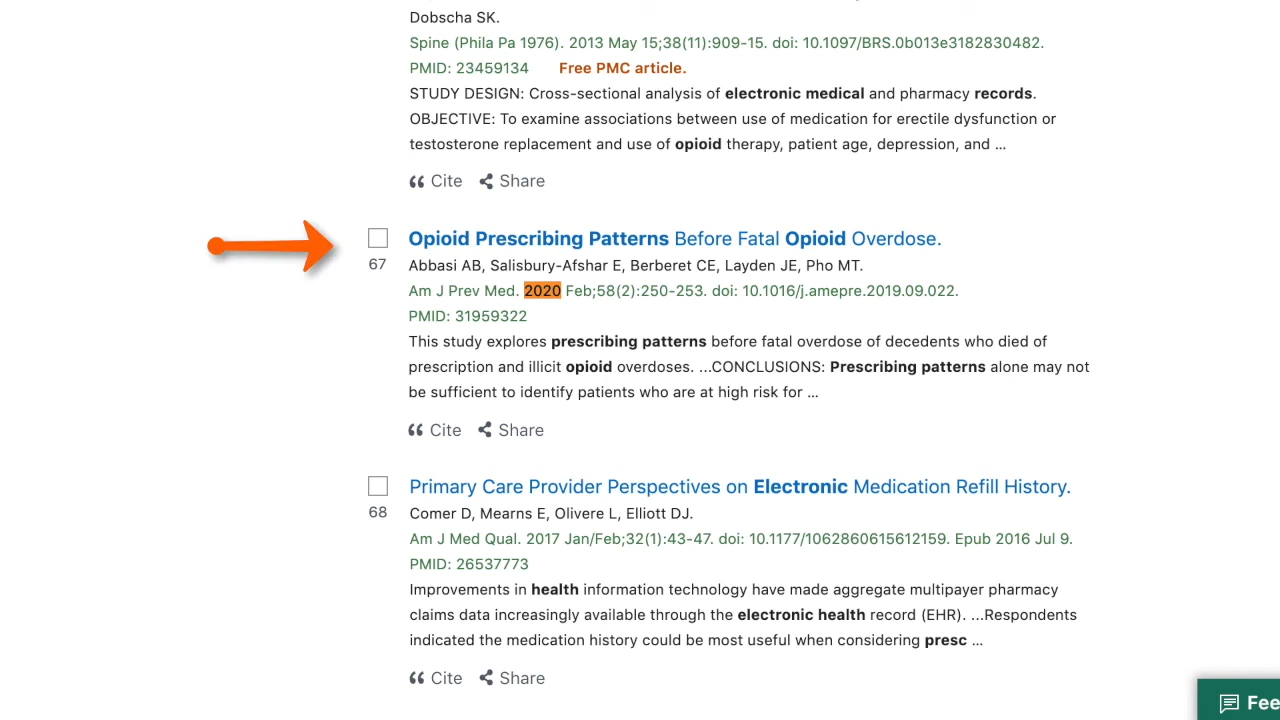 Dobscha SK.
Spine (Phila Pa 1976). 2013 May 15;38(11):909-15. doi: 10.1097/BRS.0b013e3182830482.
PMID: 23459134 Free PMC article.
STUDY DESIGN: Cross-sectional analysis of electronic medical and pharmacy records.
OBJECTIVE: To examine associations between use of medication for erectile dysfunction or
testosterone replacement and use of opioid therapy, patient age, depression, and ...
Cite Share
Opioid Prescribing Patterns Before Fatal Opioid Overdose.
67
Abbasi AB, Salisbury-Afshar E, Berberet CE, Layden JE, Pho MT.
Am J Prev Med. 2020 Feb;58(2):250-253. doi: 10.1016/j.amepre.2019.09.022.
PMID: 31959322
This study explores prescribing patterns before fatal overdose of decedents who died of
prescription and illicit opioid overdoses. ...CONCLUSIONS: Prescribing patterns alone may not
be sufficient to identify patients who are at high risk for ...
Cite Share
Primary Care Provider Perspectives on Electronic Medication Refill History.
68
Comer D, Mearns E, Olivere L, Elliott DJ.
Am J Med Qual. 2017 Jan/Feb;32(1):43-47. doi: 10.1177/1062860615612159. Epub 2016 Jul 9.
PMID: 26537773
Improvements in health information technology have made aggregate multipayer pharmacy
claims data increasingly available through the electronic health record (EHR). ...Respondents
indicated the medication history could be most useful when considering presc ...
Cite Share
Fee